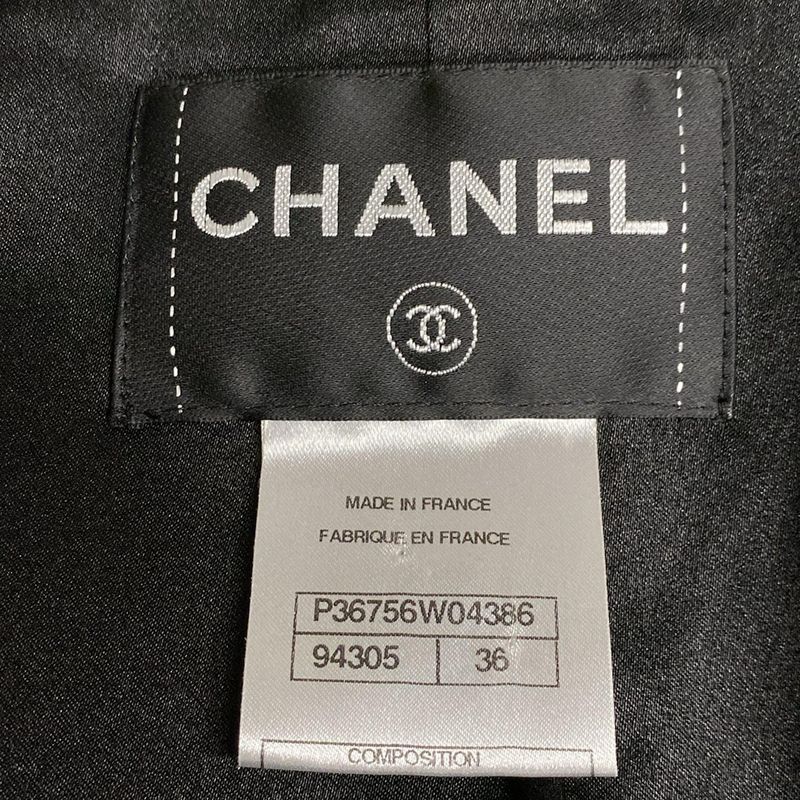 CHANEL
MADE IN FRANCE
FABRIQUE EN FRANCE
P36756W04386
94305 36
COMPOSITION